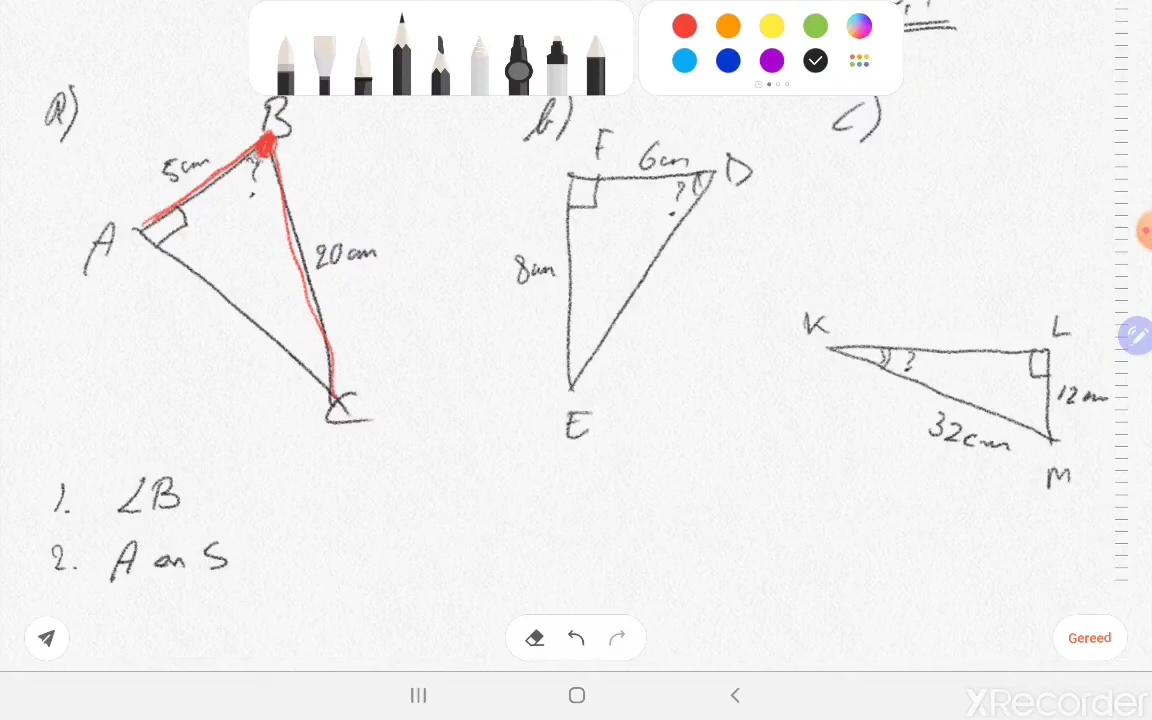 a)
B
5cm
?
A
20cm
C
b)
F
6cm
D
?
8cm
E
c)
K
L
?
12cm
32cm
M
1. ∠B
2. A en S
Gereed
XRecorder